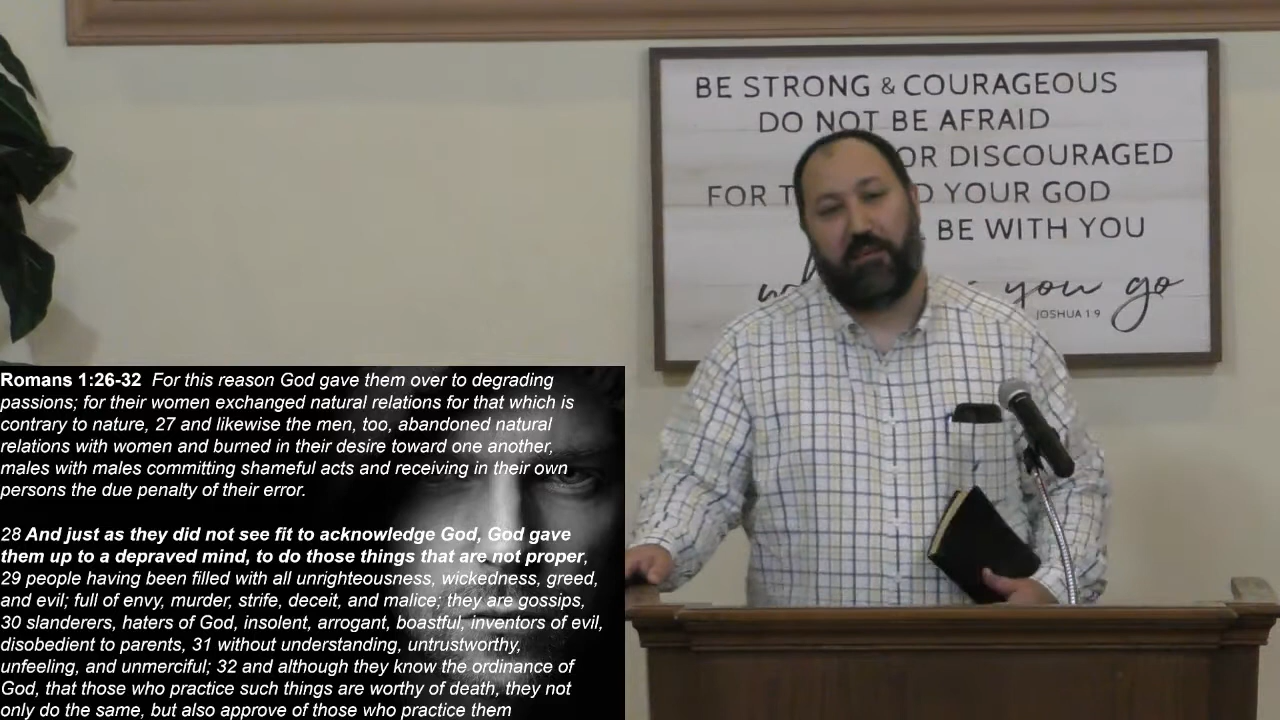 BE STRONG & COURAGEOUS
DO NOT BE AFRAID
OR DISCOURAGED
FOR T D YOUR GOD
BE WITH YOU
you go
JOSHUA 1:9
Romans 1:26-32 For this reason God gave them over to degrading
passions; for their women exchanged natural relations for that which is
contrary to nature, 27 and likewise the men, too, abandoned natural
relations with women and burned in their desire toward one another,
males with males committing shameful acts and receiving in their own
persons the due penalty of their error.
28 And just as they did not see fit to acknowledge God, God gave
them up to a depraved mind, to do those things that are not proper,
29 people having been filled with all unrighteousness, wickedness, greed,
and evil; full of envy, murder, strife, deceit, and malice; they are gossips,
30 slanderers, haters of God, insolent, arrogant, boastful, inventors of evil,
disobedient to parents, 31 without understanding, untrustworthy,
unfeeling, and unmerciful; 32 and although they know the ordinance of
God, that those who practice such things are worthy of death, they not
only do the same, but also approve of those who practice them